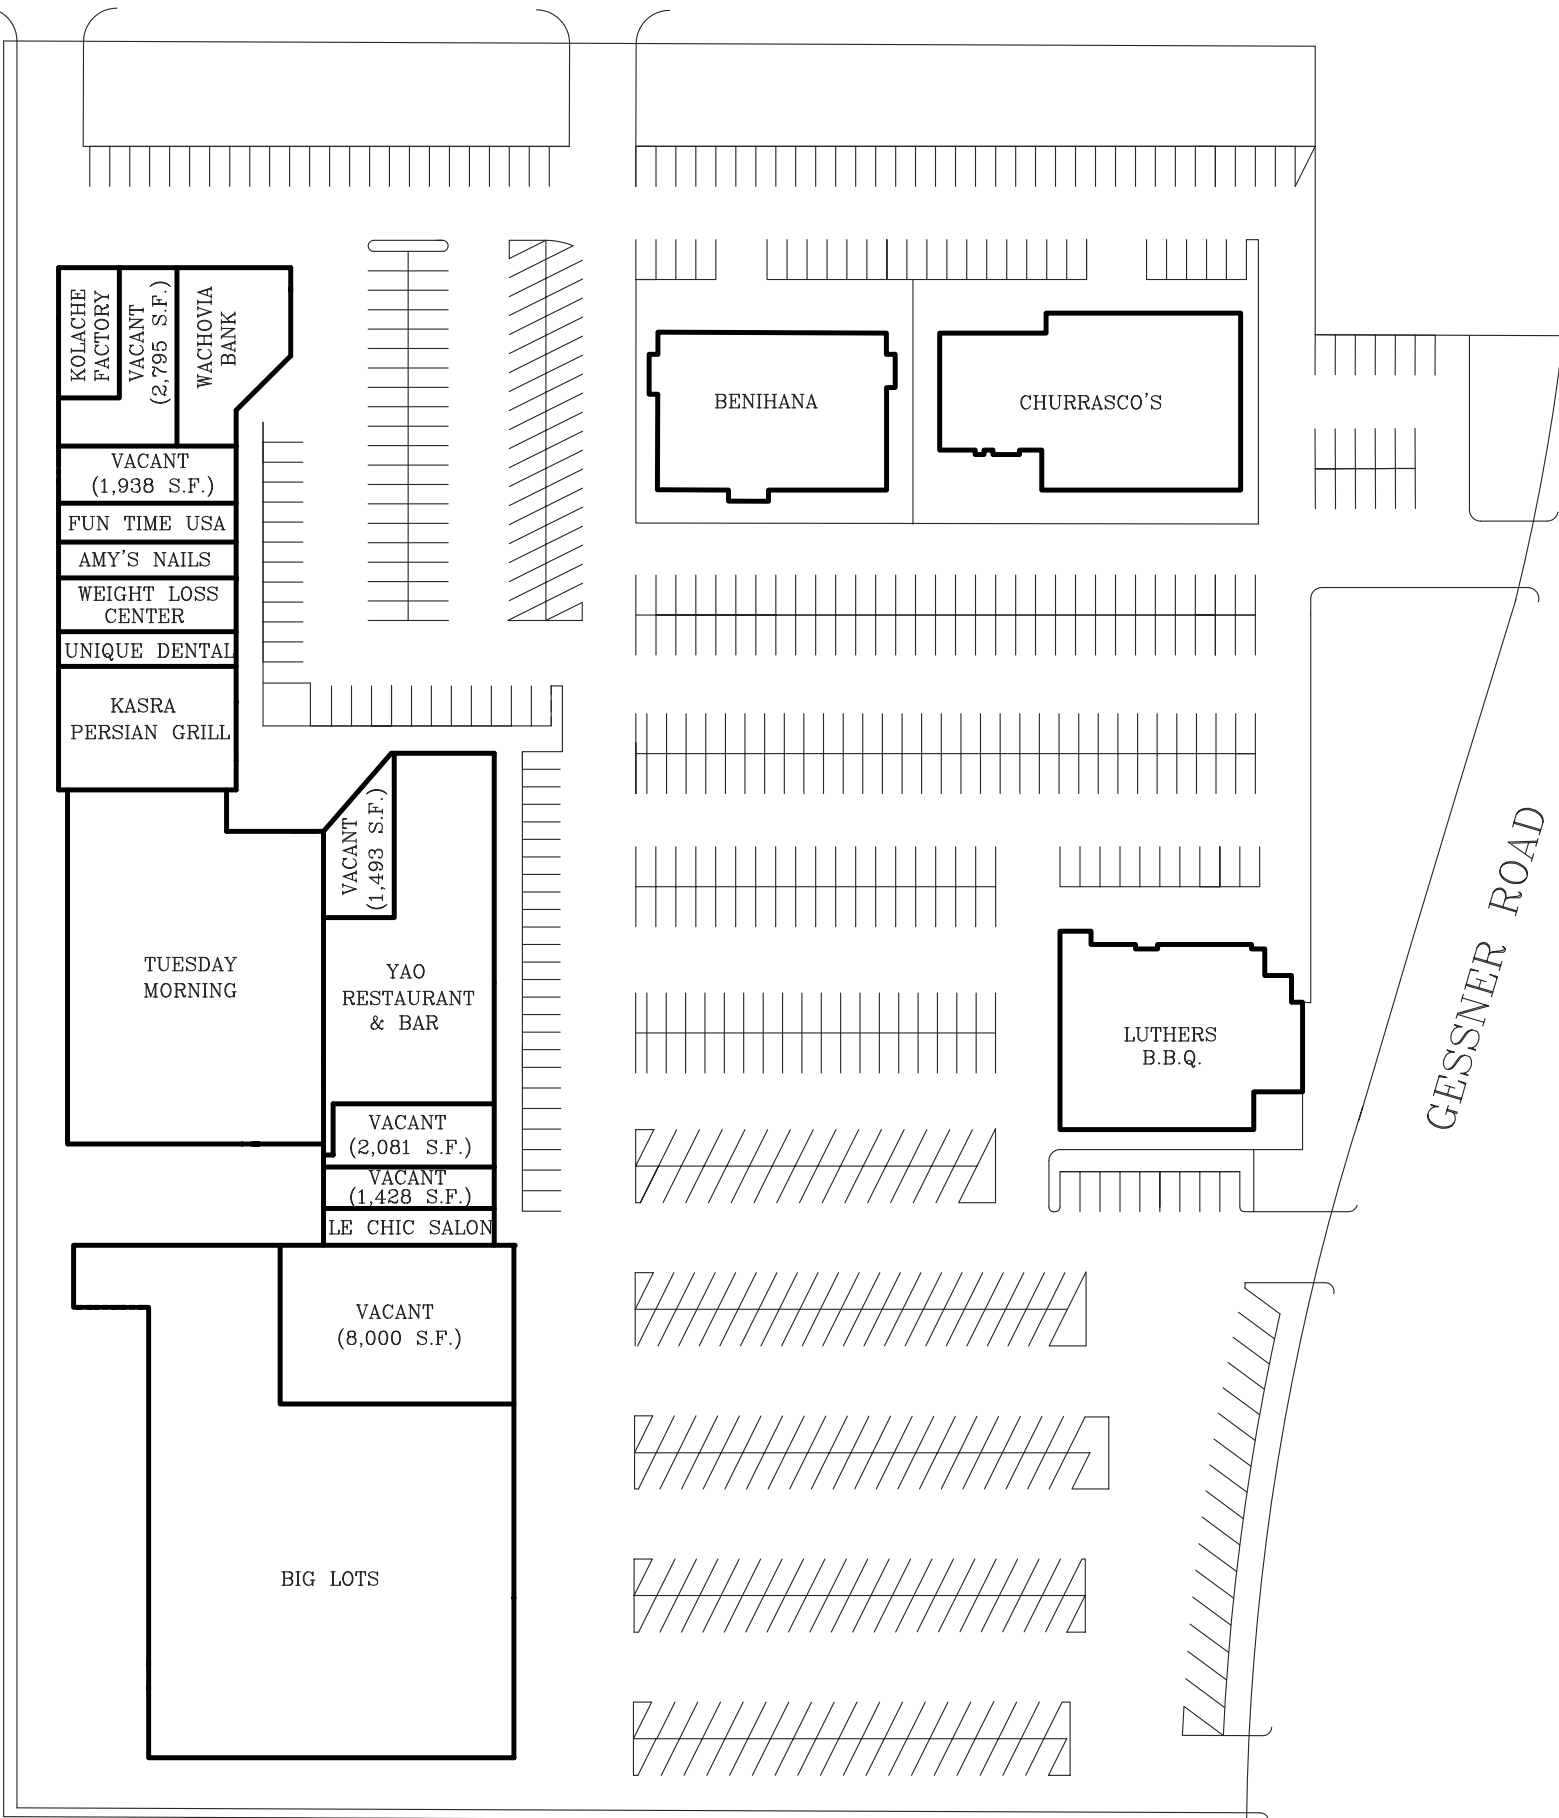 KOLACHE
FACTORY
VACANT
(2,795 S.F.)
WACHOVIA
BANK
BENIHANA
CHURRASCO'S
VACANT
(1,938 S.F.)
FUN TIME USA
AMY'S NAILS
WEIGHT LOSS
CENTER
UNIQUE DENTAL
KASRA
PERSIAN GRILL
VACANT
(1,493 S.F.)
TUESDAY
MORNING
YAO
RESTAURANT
& BAR
LUTHERS
B.B.Q.
GESSNER ROAD
VACANT
(2,081 S.F.)
VACANT
(1,428 S.F.)
LE CHIC SALON
VACANT
(8,000 S.F.)
BIG LOTS